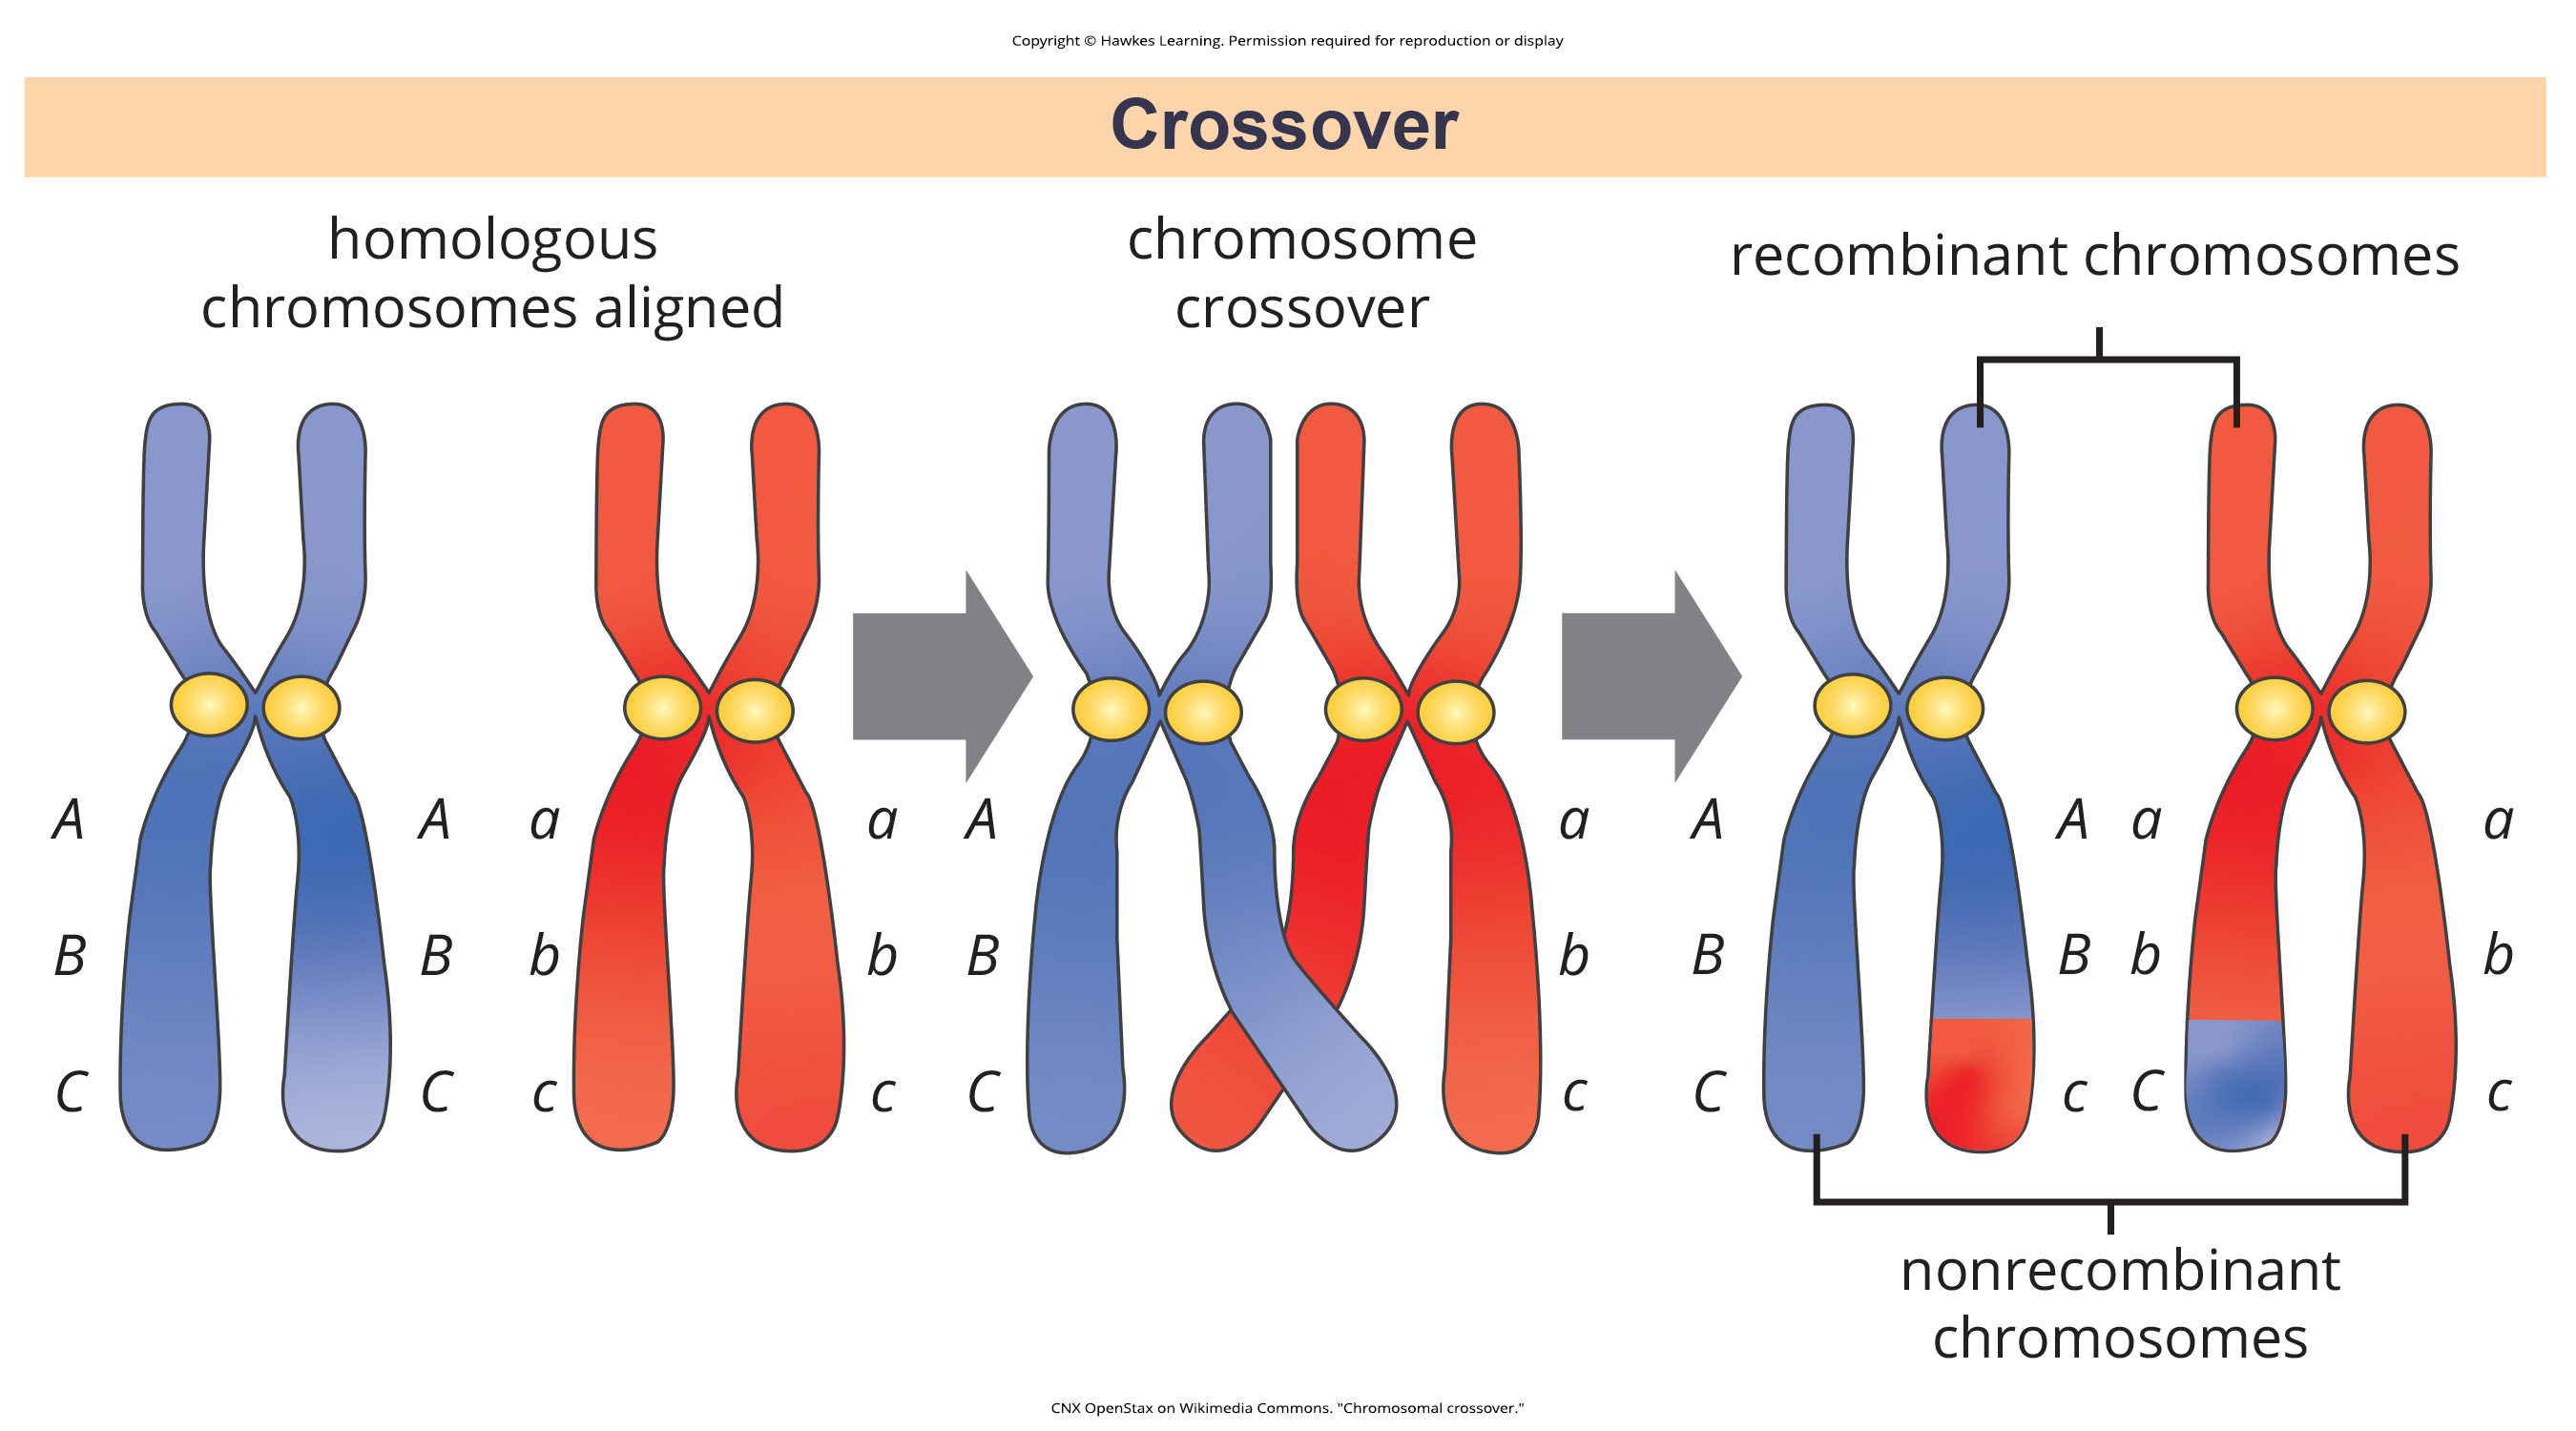 Copyright © Hawkes Learning. Permission required for reproduction or display
Crossover
homologous
chromosomes aligned
chromosome
crossover
recombinant chromosomes
A A a a A a A A a a
B B b b B b B B b b
C C c c C c C c C c
nonrecombinant
chromosomes
CNX OpenStax on Wikimedia Commons. "Chromosomal crossover."